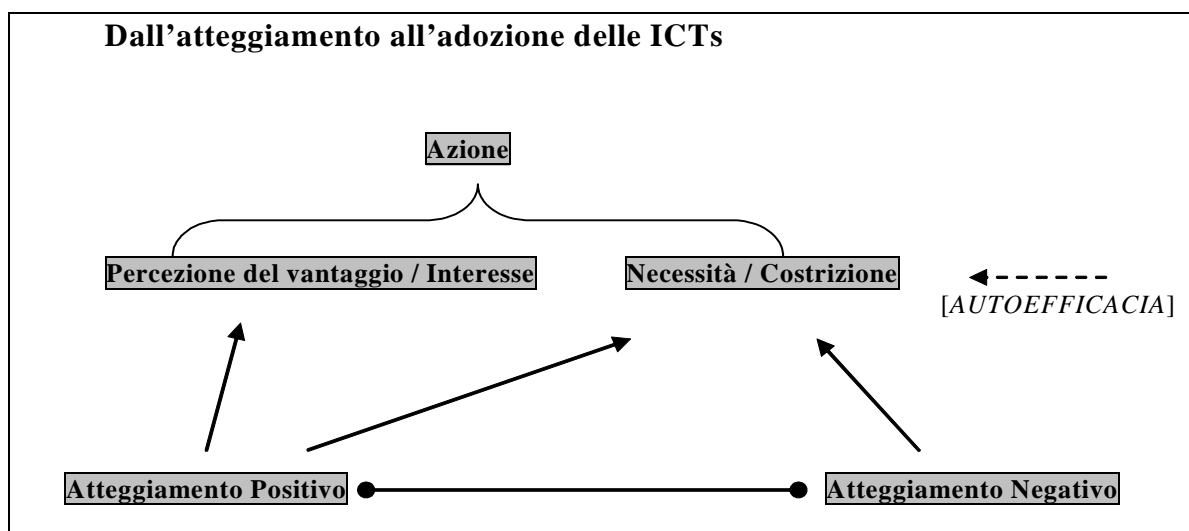 Dall'atteggiamento all'adozione delle ICTs
Azione
Percezione del vantaggio / Interesse
Necessità / Costrizione
[AUTOEFFICACIA]
Atteggiamento Positivo
Atteggiamento Negativo